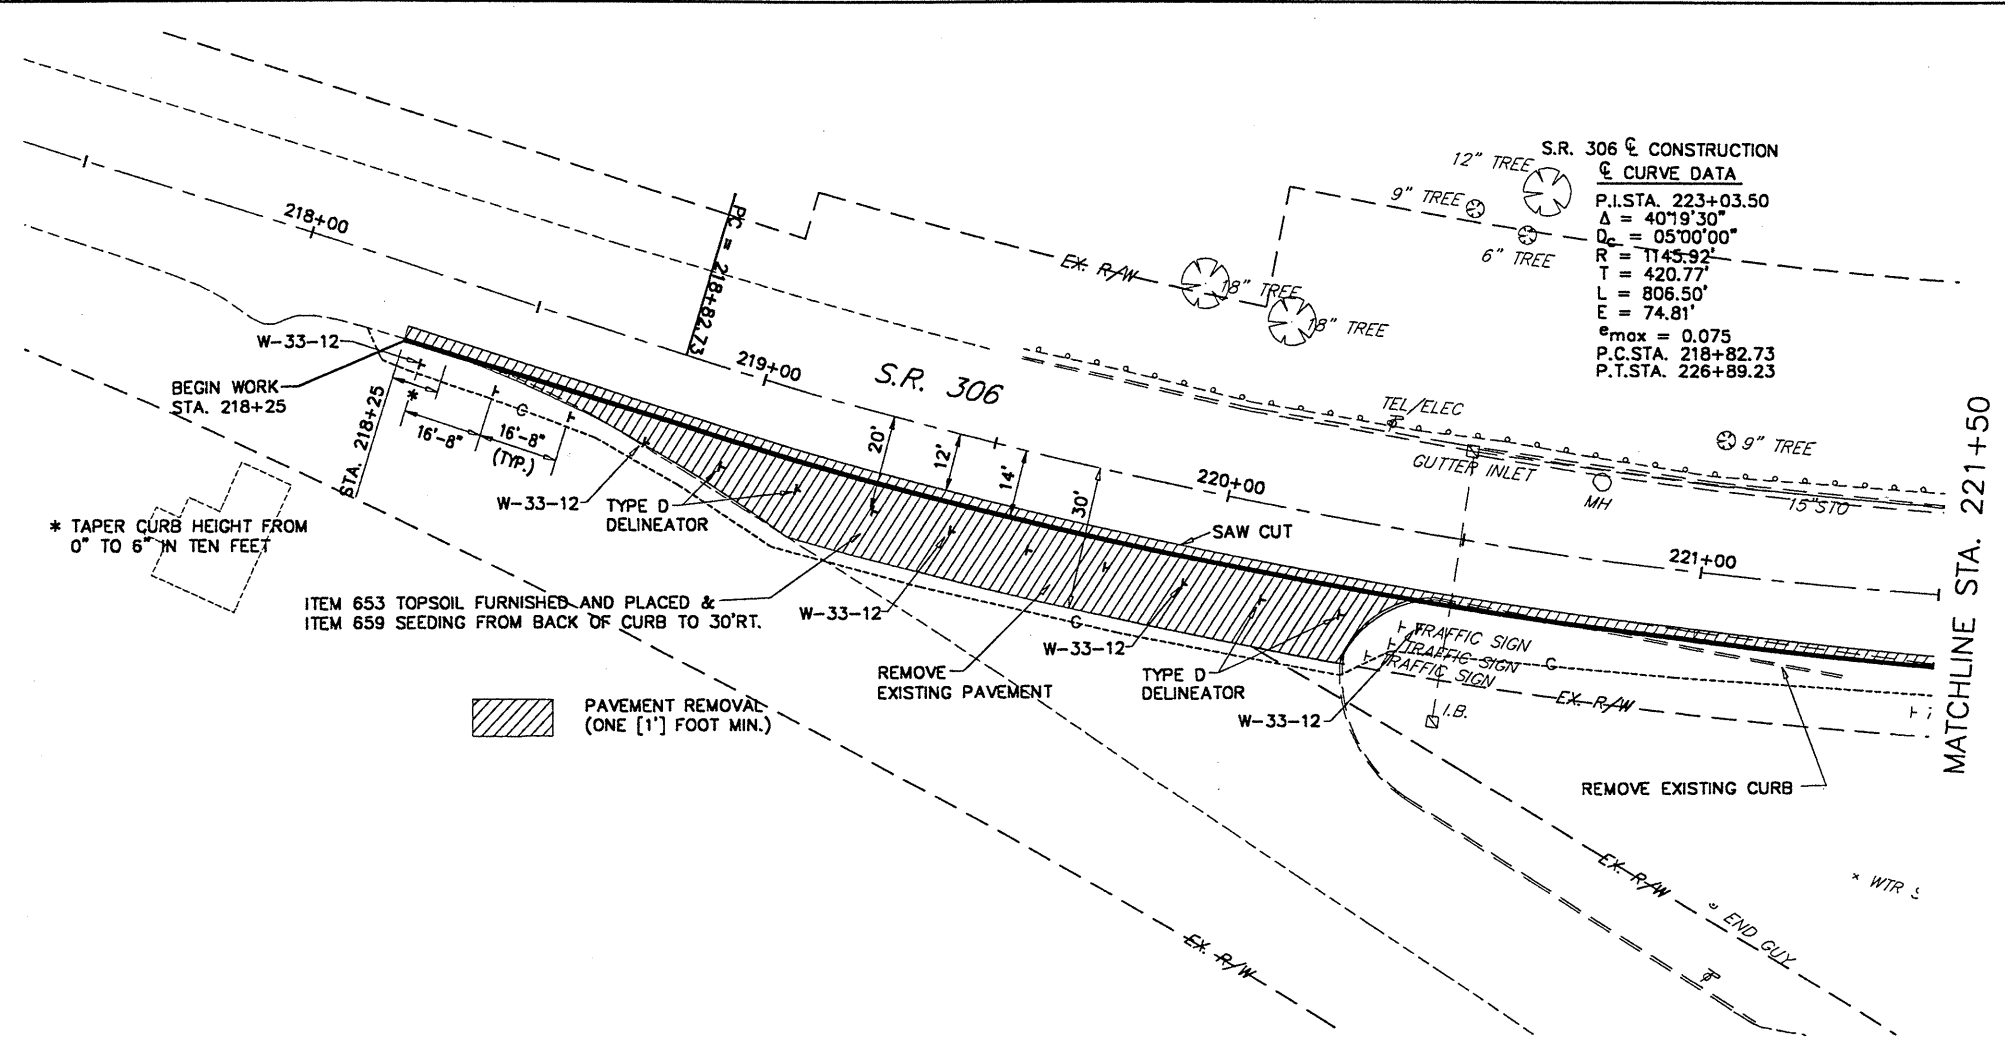 S.R. 306 ℄ CONSTRUCTION
℄ CURVE DATA
P.I.STA. 223+03.50
Δ = 40°19'30"
Dc = 05°00'00"
R = 1145.92'
T = 420.77'
L = 806.50'
E = 74.81'
emax = 0.075
P.C.STA. 218+82.73
P.T.STA. 226+89.23
12" TREE
9" TREE
6" TREE
218+00
PC = 218+82.73
EX. R/W
18" TREE
18" TREE
W-33-12
BEGIN WORK
STA. 218+25
STA. 218+25
*
16'-8"
16'-8"
(TYP.)
G
219+00
S.R. 306
20'
12'
14'
30'
TEL/ELEC
GUTTER INLET
MH
9" TREE
15" STO
220+00
SAW CUT
221+00
MATCHLINE STA. 221+50
W-33-12
TYPE D
DELINEATOR
* TAPER CURB HEIGHT FROM
0" TO 6" IN TEN FEET
ITEM 653 TOPSOIL FURNISHED AND PLACED &
ITEM 659 SEEDING FROM BACK OF CURB TO 30'RT.
W-33-12
G
W-33-12
REMOVE
EXISTING PAVEMENT
TYPE D
DELINEATOR
W-33-12
TRAFFIC SIGN
TRAFFIC SIGN
TRAFFIC SIGN
G
EX. R/W
I.B.
PAVEMENT REMOVAL
(ONE [1'] FOOT MIN.)
REMOVE EXISTING CURB
EX. R/W
WTR
END GUY
EX. R/W